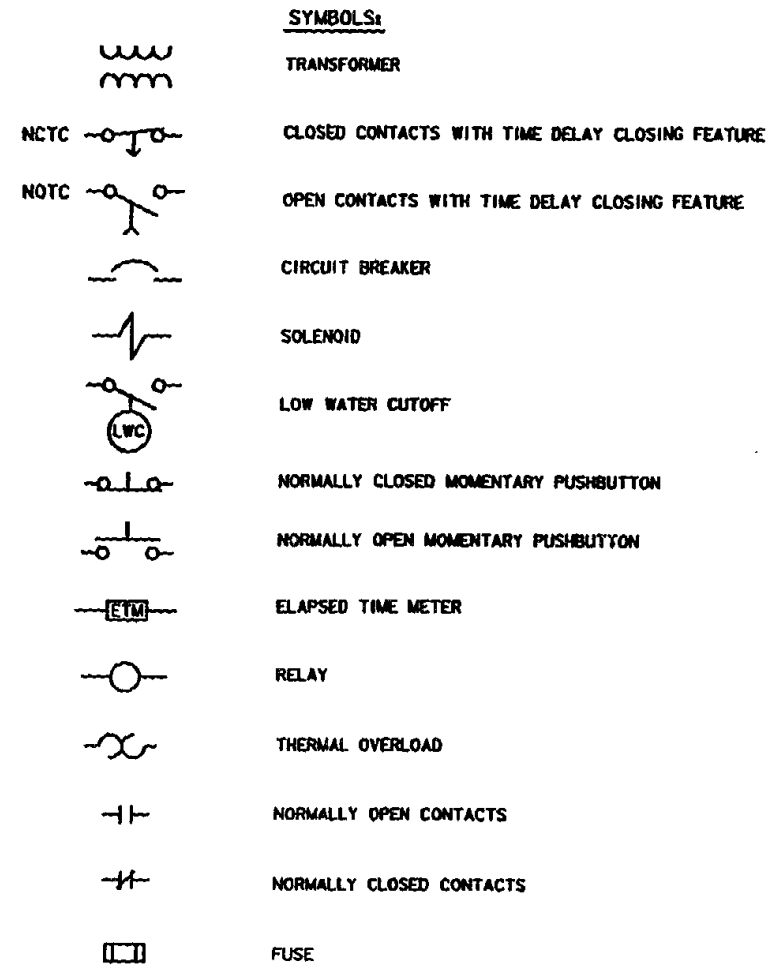 SYMBOLS:
TRANSFORMER
NCTC CLOSED CONTACTS WITH TIME DELAY CLOSING FEATURE
NOTC OPEN CONTACTS WITH TIME DELAY CLOSING FEATURE
CIRCUIT BREAKER
SOLENOID
LWC LOW WATER CUTOFF
NORMALLY CLOSED MOMENTARY PUSHBUTTON
NORMALLY OPEN MOMENTARY PUSHBUTTON
ETM ELAPSED TIME METER
RELAY
THERMAL OVERLOAD
NORMALLY OPEN CONTACTS
NORMALLY CLOSED CONTACTS
FUSE